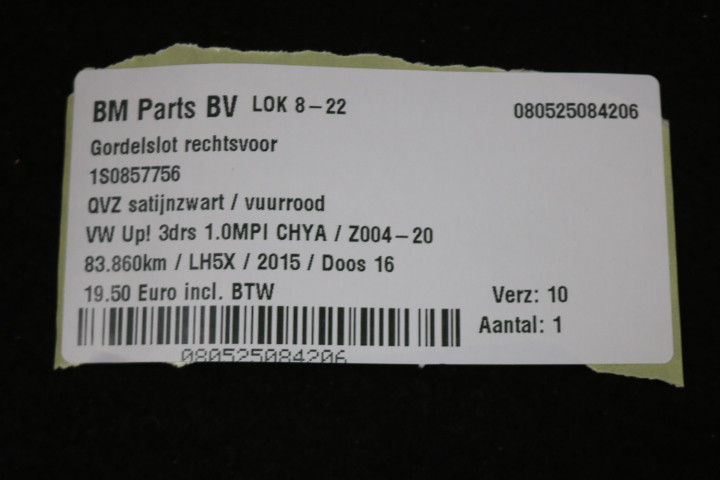 BM Parts BV LOK 8-22 080525084206
Gordelslot rechtsvoor
1S0857756
QVZ satijnzwart / vuurrood
VW Up! 3drs 1.0MPI CHYA / Z004-20
83.860km / LH5X / 2015 / Doos 16
19.50 Euro incl. BTW Verz: 10
Aantal: 1
080525084206